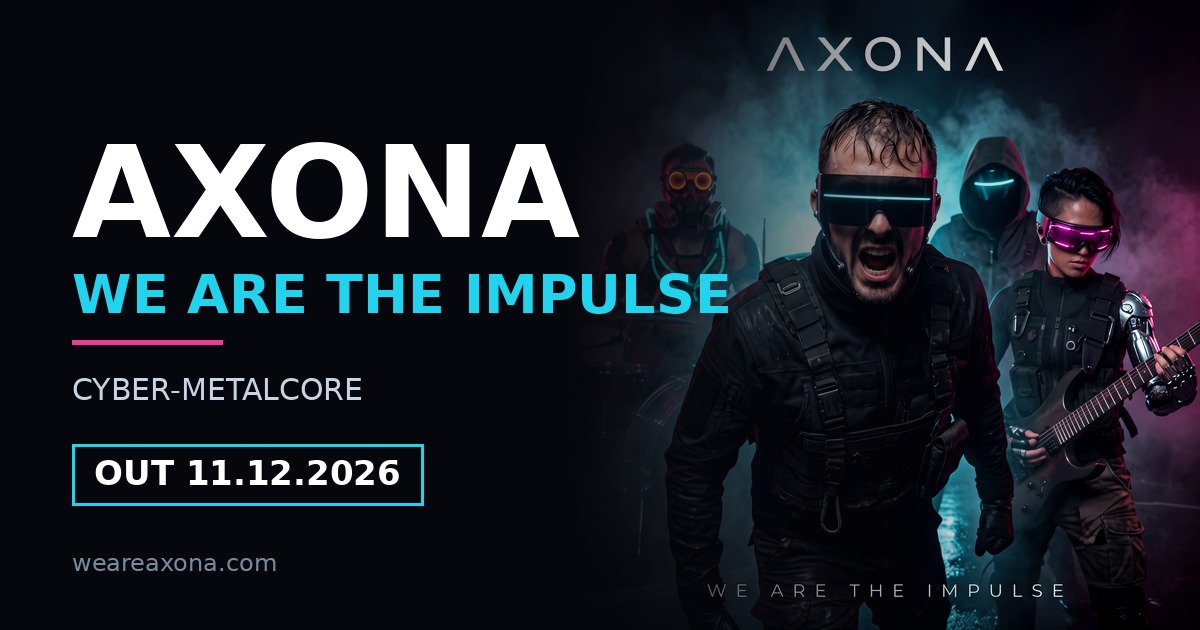 AXONA
WE ARE THE IMPULSE
CYBER-METALCORE
OUT 11.12.2026
weareaxona.com
AXONA
WE ARE THE IMPULSE